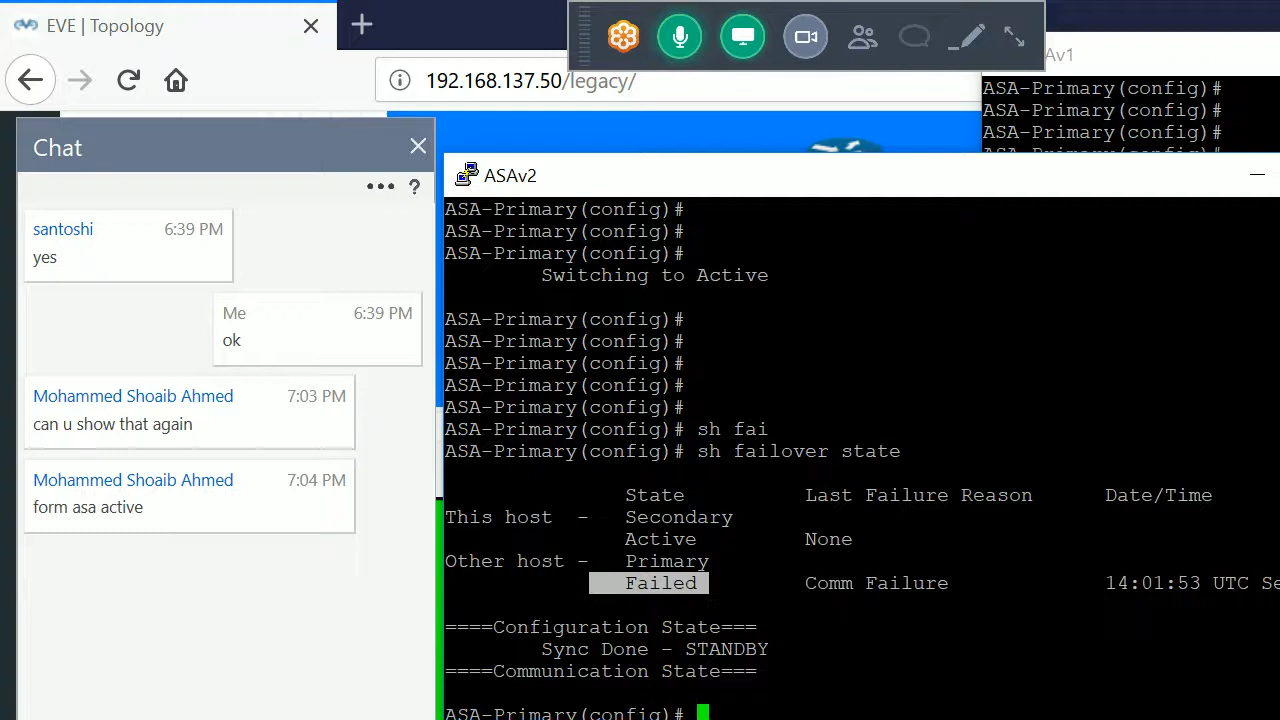 EVE | Topology
192.168.137.50/legacy/
Av1
ASA-Primary(config)#
ASA-Primary(config)#
ASA-Primary(config)#
ASA-Primary(config)#
Chat
?
santoshi 6:39 PM
yes
Me 6:39 PM
ok
Mohammed Shoaib Ahmed 7:03 PM
can u show that again
Mohammed Shoaib Ahmed 7:04 PM
form asa active
ASAv2
ASA-Primary(config)#
ASA-Primary(config)#
ASA-Primary(config)#
Switching to Active
ASA-Primary(config)#
ASA-Primary(config)#
ASA-Primary(config)#
ASA-Primary(config)#
ASA-Primary(config)#
ASA-Primary(config)# sh fai
ASA-Primary(config)# sh failover state
State Last Failure Reason Date/Time
This host - Secondary
Active None
Other host - Primary
Failed Comm Failure 14:01:53 UTC Se
====Configuration State===
Sync Done - STANDBY
====Communication State===
ASA-Primary(config)#